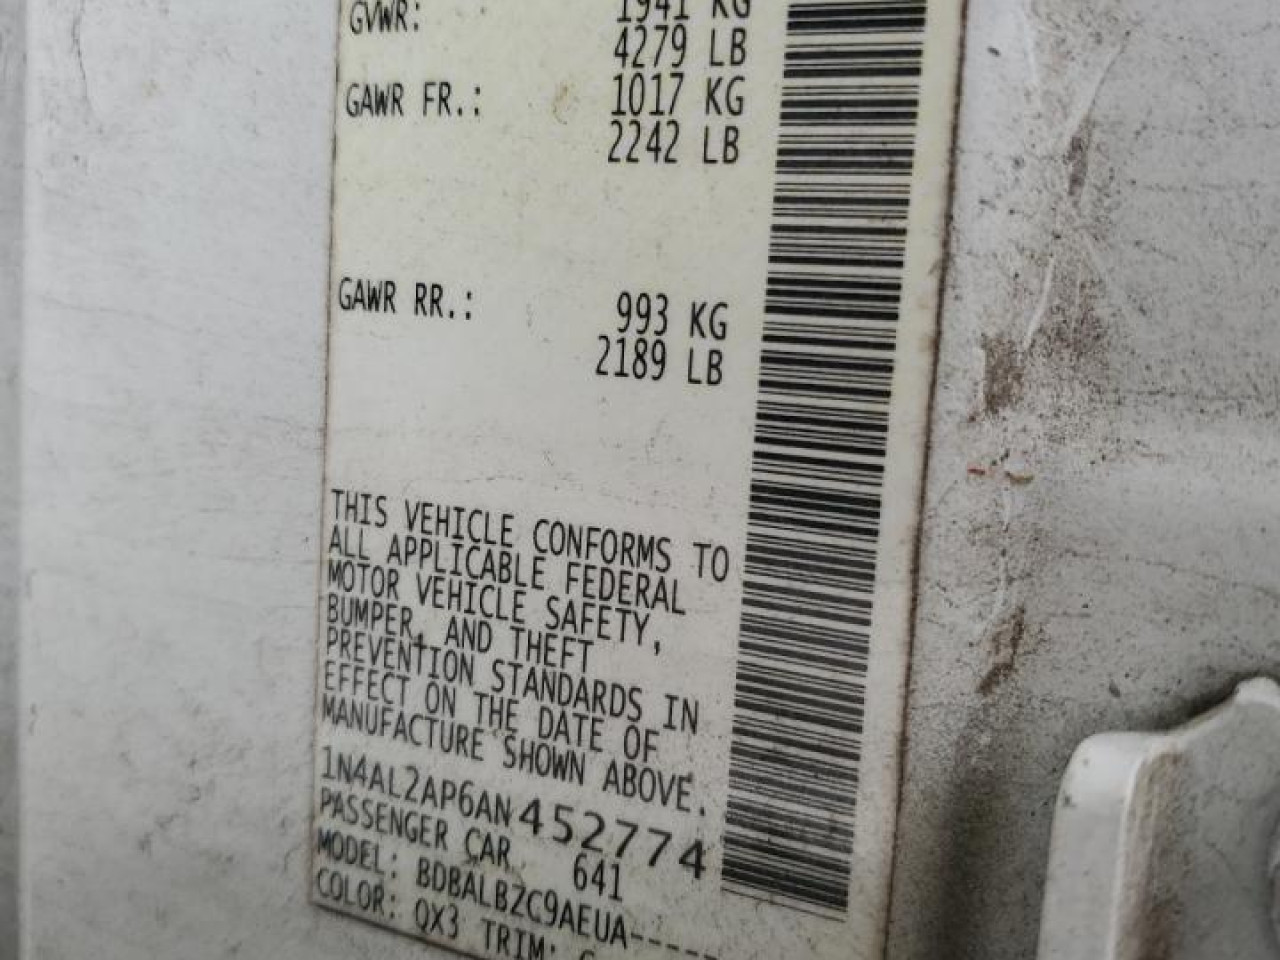 GVWR: 1941 KG
4279 LB
GAWR FR.: 1017 KG
2242 LB
GAWR RR.: 993 KG
2189 LB
THIS VEHICLE CONFORMS TO
ALL APPLICABLE FEDERAL
MOTOR VEHICLE SAFETY,
BUMPER, AND THEFT
PREVENTION STANDARDS IN
EFFECT ON THE DATE OF
MANUFACTURE SHOWN ABOVE.
1N4AL2AP6AN452774
PASSENGER CAR 641
MODEL: BDBALBZC9AEUA-----
COLOR: QX3 TRIM: